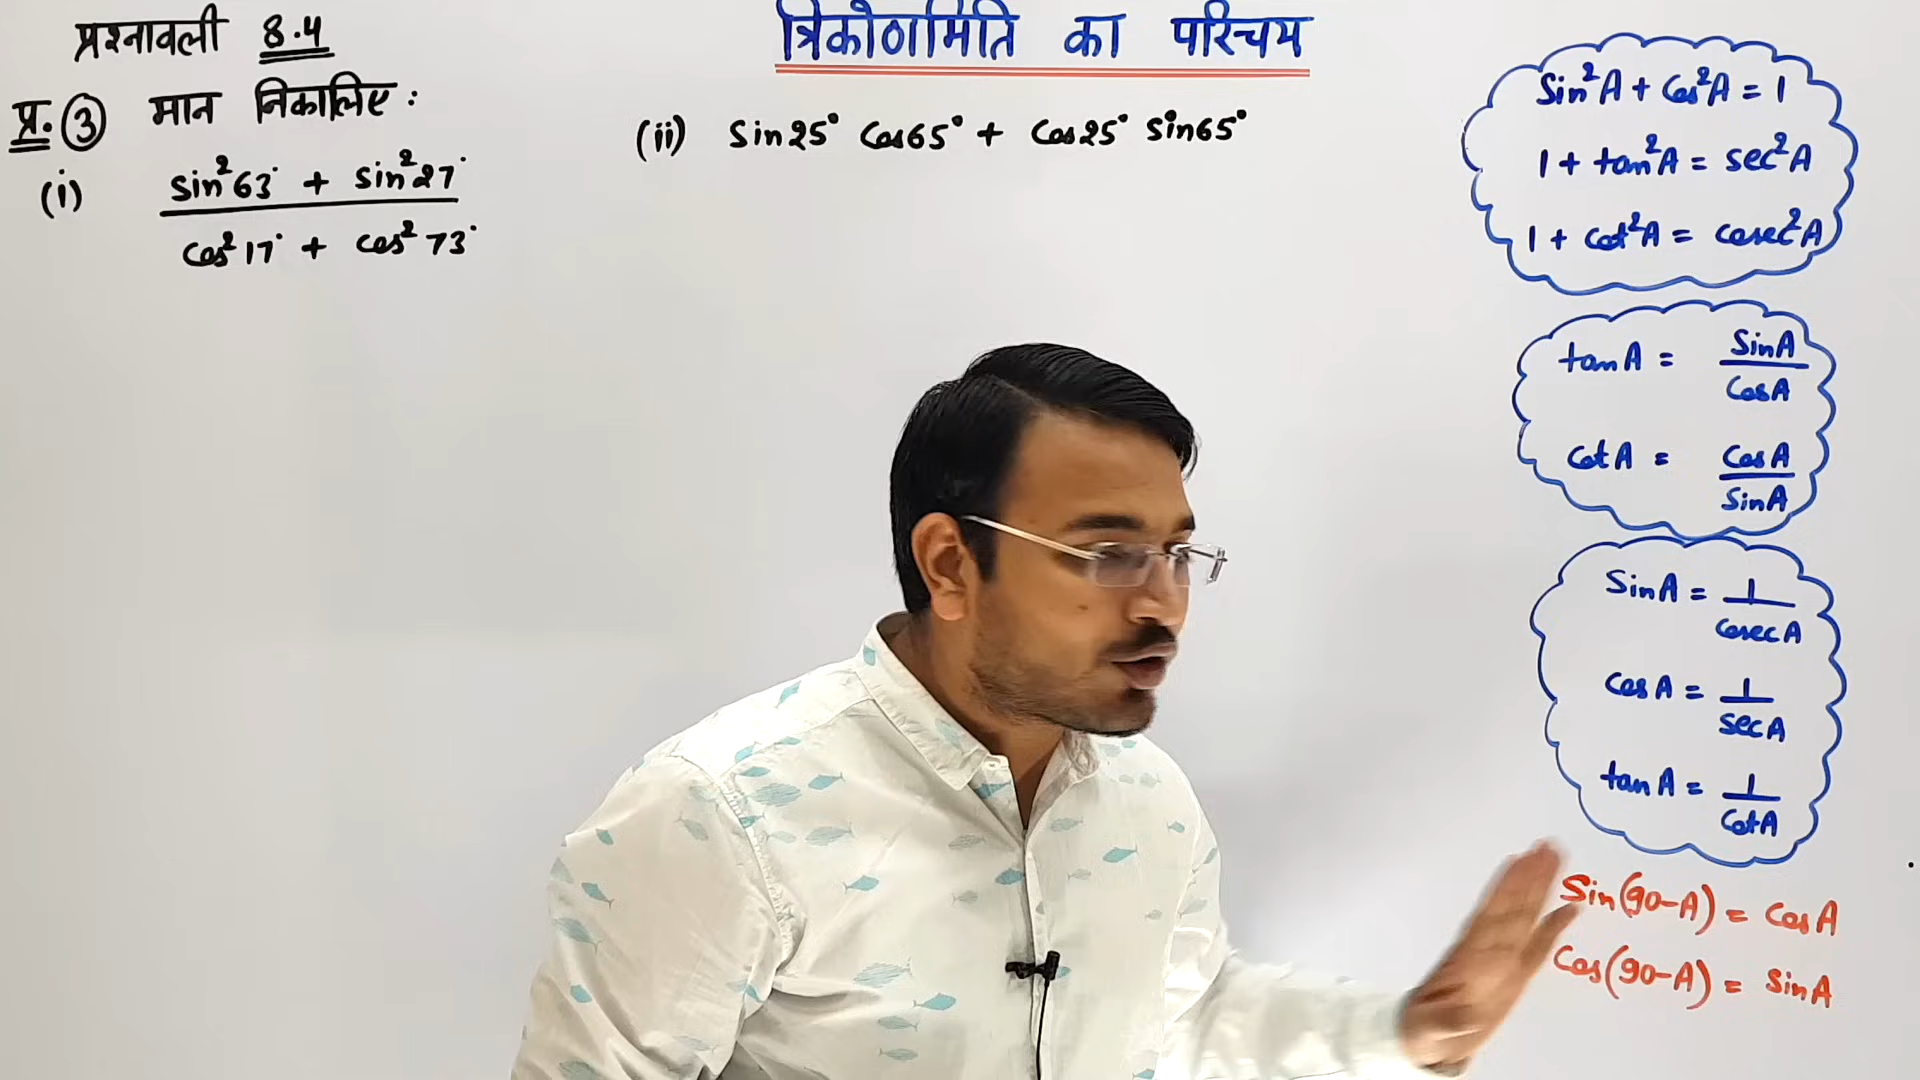 त्रिकोणमिति का परिचय
प्रश्नावली 8.4
प्र. ③ मान निकालिए :
(i) sin²63° + sin²27°
cos²17° + cos²73°
(ii) Sin25° Cos65° + Cos25° Sin65°
Sin²A + Cos²A = 1
1 + tan²A = sec²A
1 + cot²A = cosec²A
tanA = SinA
CosA
CotA = CosA
SinA
SinA = 1
CosecA
CosA = 1
SecA
tanA = 1
CotA
Sin(90-A) = CosA
Cos(90-A) = SinA